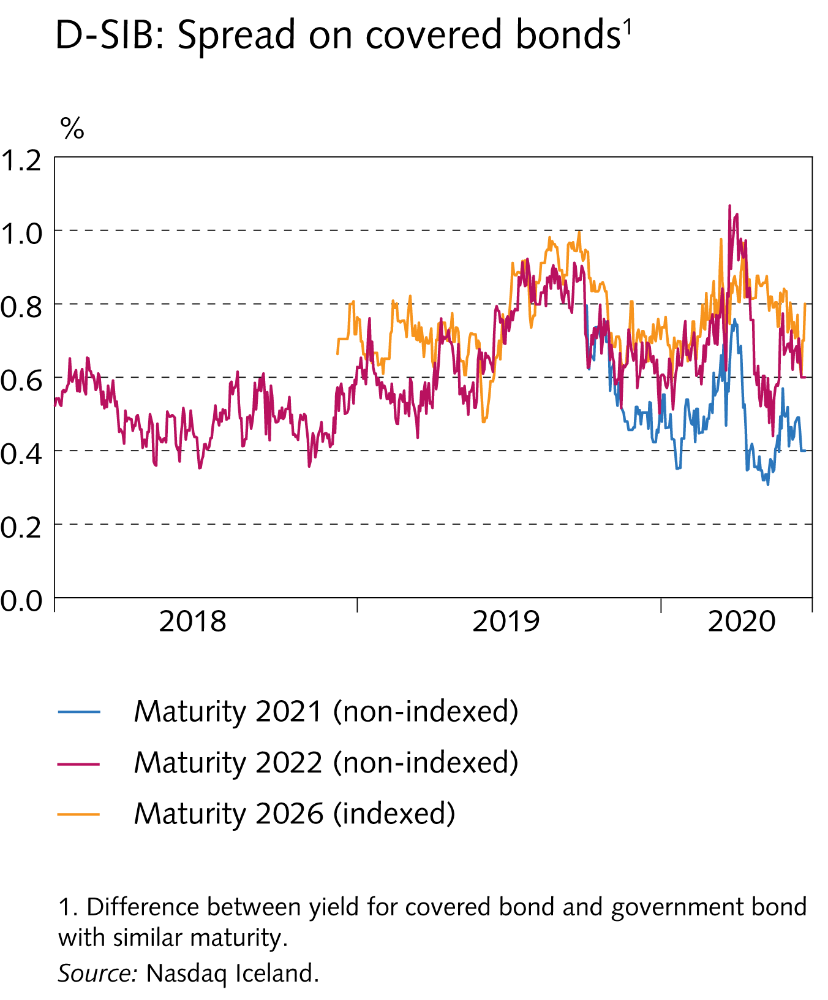 D-SIB: Spread on covered bonds¹
%
1.2
1.0
0.8
0.6
0.4
0.2
0.0
2018 2019 2020
Maturity 2021 (non-indexed)
Maturity 2022 (non-indexed)
Maturity 2026 (indexed)
1. Difference between yield for covered bond and government bond
with similar maturity.
Source: Nasdaq Iceland.